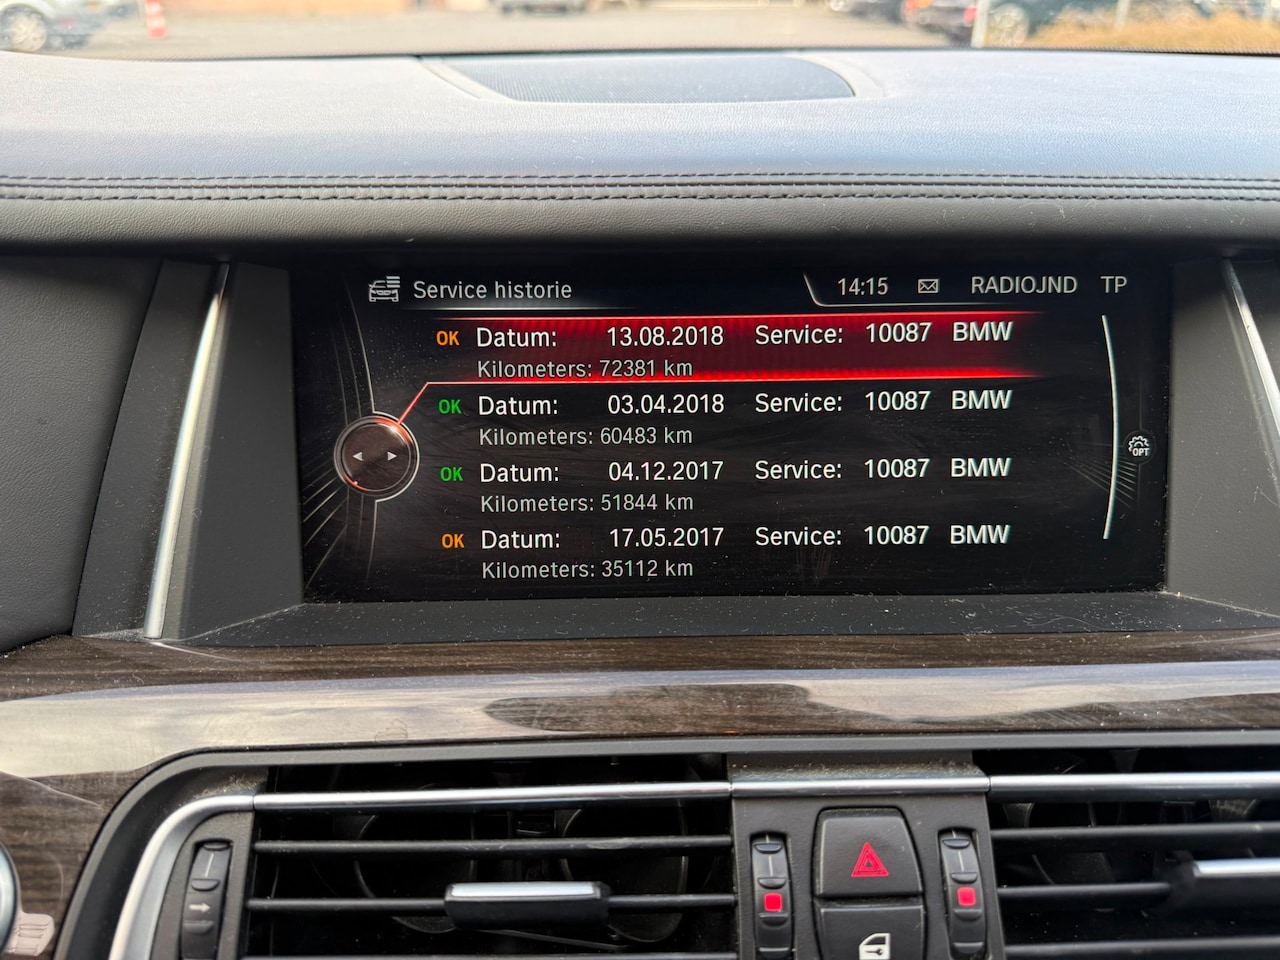 Service historie 14:15 RADIOJND TP
OK Datum: 13.08.2018 Service: 10087 BMW
Kilometers: 72381 km
OK Datum: 03.04.2018 Service: 10087 BMW
Kilometers: 60483 km
OPT
OK Datum: 04.12.2017 Service: 10087 BMW
Kilometers: 51844 km
OK Datum: 17.05.2017 Service: 10087 BMW
Kilometers: 35112 km